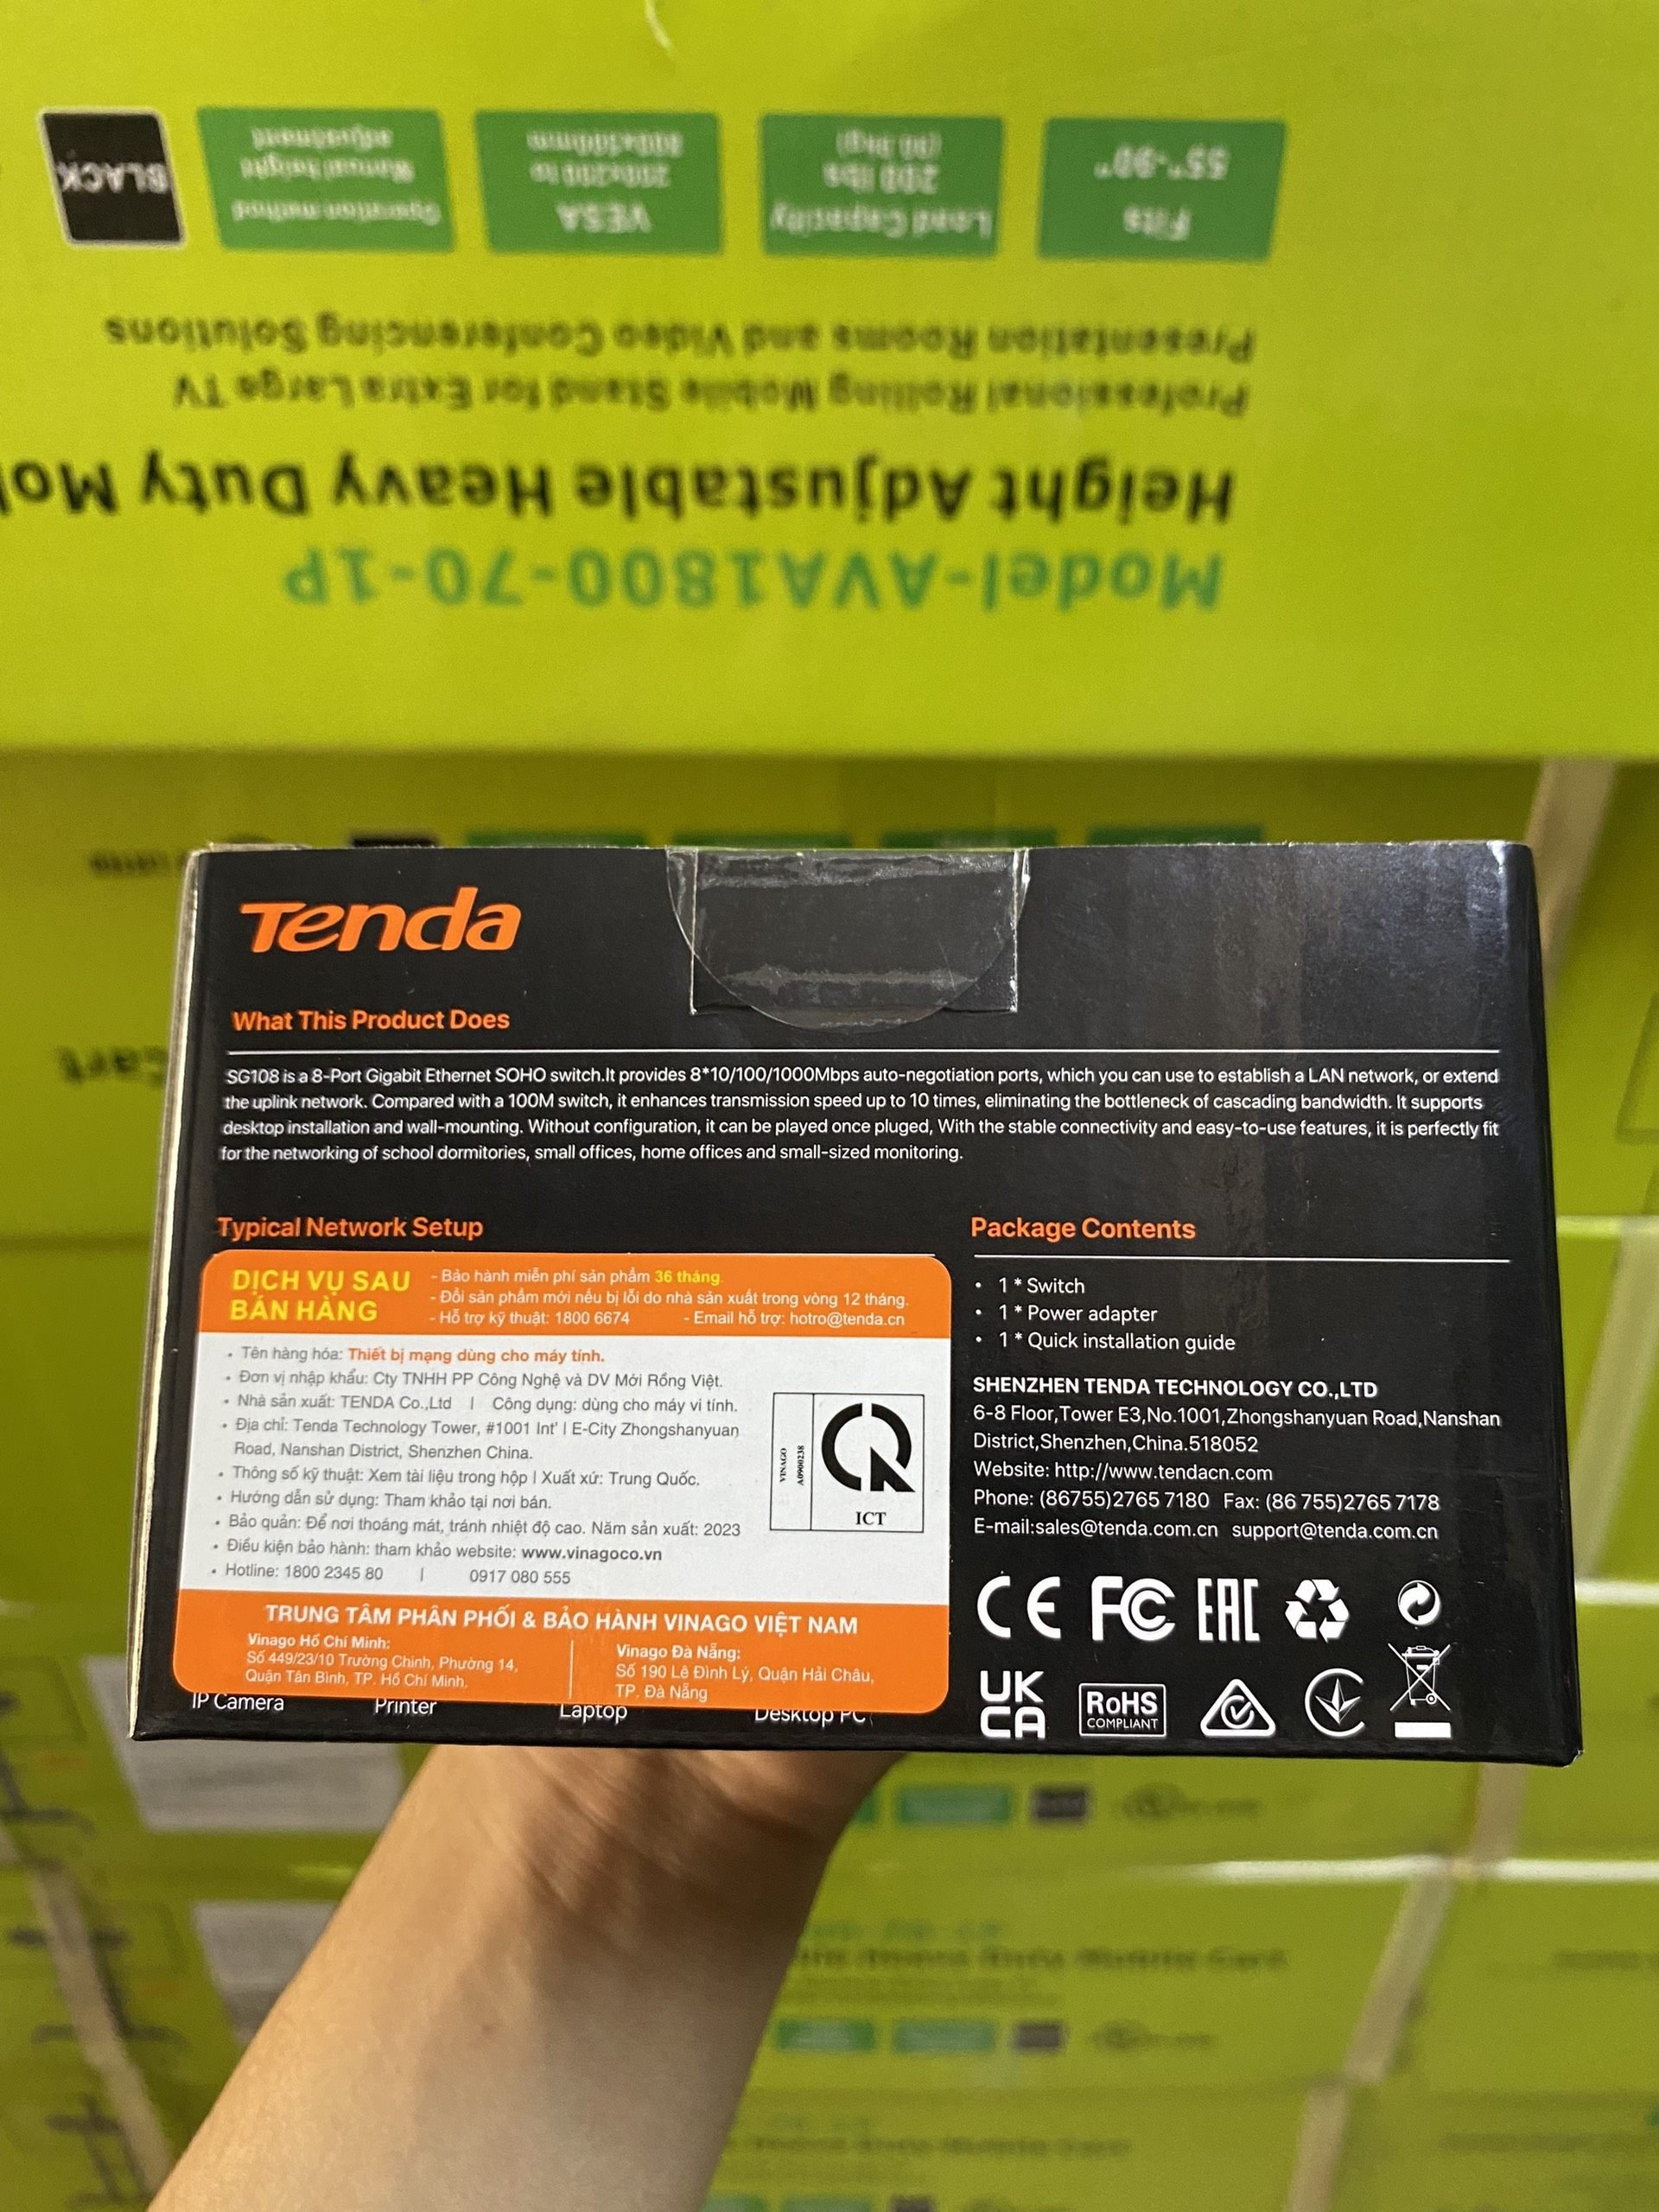 BLACK
Operation method
Manual height
adjustment
VESA
200x200 to
800x500mm
Load Capacity
200 lbs
(90.9kg)
Fits
55"-90"
Presentation Rooms and Video Conferencing Solutions
Professional Rolling Mobile Stand for Extra Large TV
Height Adjustable Heavy Duty
Model-AVA1800-70-1P
Cart
Tenda
What This Product Does
SG108 is a 8-Port Gigabit Ethernet SOHO switch.It provides 8*10/100/1000Mbps auto-negotiation ports, which you can use to establish a LAN network, or extend
the uplink network. Compared with a 100M switch, it enhances transmission speed up to 10 times, eliminating the bottleneck of cascading bandwidth. It supports
desktop installation and wall-mounting. Without configuration, it can be played once pluged, With the stable connectivity and easy-to-use features, it is perfectly fit
for the networking of school dormitories, small offices, home offices and small-sized monitoring.
Typical Network Setup
DỊCH VỤ SAU
BÁN HÀNG
- Bảo hành miễn phí sản phẩm 36 tháng.
- Đổi sản phẩm mới nếu bị lỗi do nhà sản xuất trong vòng 12 tháng.
- Hỗ trợ kỹ thuật: 1800 6674 - Email hỗ trợ: hotro@tenda.cn
• Tên hàng hóa: Thiết bị mạng dùng cho máy tính.
• Đơn vị nhập khẩu: Cty TNHH PP Công Nghệ và DV Mới Rồng Việt.
• Nhà sản xuất: TENDA Co.,Ltd | Công dụng: dùng cho máy vi tính.
• Địa chỉ: Tenda Technology Tower, #1001 Int' l E-City Zhongshanyuan
Road, Nanshan District, Shenzhen China.
• Thông số kỹ thuật: Xem tài liệu trong hộp | Xuất xứ: Trung Quốc.
• Hướng dẫn sử dụng: Tham khảo tại nơi bán.
• Bảo quản: Để nơi thoáng mát, tránh nhiệt độ cao. Năm sản xuất: 2023
• Điều kiện bảo hành: tham khảo website: www.vinagoco.vn
• Hotline: 1800 2345 80 | 0917 080 555
VINAGO
A0900238
ICT
TRUNG TÂM PHÂN PHỐI & BẢO HÀNH VINAGO VIỆT NAM
Vinago Hồ Chí Minh:
Số 449/23/10 Trường Chinh, Phường 14,
Quận Tân Bình, TP. Hồ Chí Minh.
Vinago Đà Nẵng:
Số 190 Lê Đình Lý, Quận Hải Châu,
TP. Đà Nẵng
IP Camera Printer Laptop Desktop PC
Package Contents
• 1 * Switch
• 1 * Power adapter
• 1 * Quick installation guide
SHENZHEN TENDA TECHNOLOGY CO.,LTD
6-8 Floor,Tower E3,No.1001,Zhongshanyuan Road,Nanshan
District,Shenzhen,China.518052
Website: http://www.tendacn.com
Phone: (86755)2765 7180 Fax: (86 755)2765 7178
E-mail:sales@tenda.com.cn support@tenda.com.cn
CE FC EAC
UK
CA
RoHS
COMPLIANT